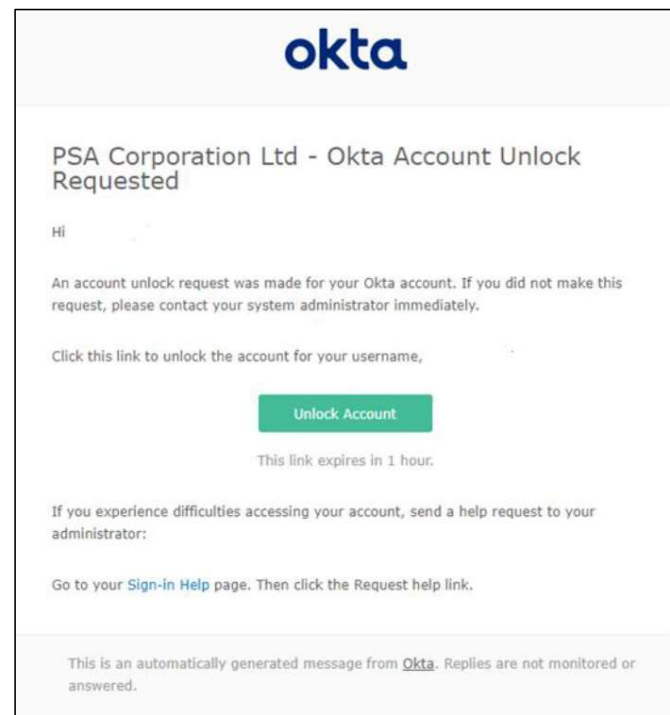 okta
PSA Corporation Ltd - Okta Account Unlock
Requested
Hi
An account unlock request was made for your Okta account. If you did not make this
request, please contact your system administrator immediately.
Click this link to unlock the account for your username,
Unlock Account
This link expires in 1 hour.
If you experience difficulties accessing your account, send a help request to your
administrator:
Go to your Sign-in Help page. Then click the Request help link.
This is an automatically generated message from Okta. Replies are not monitored or
answered.